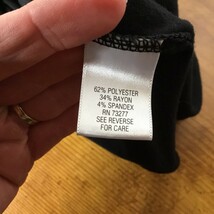 62% POLYESTER
34% RAYON
4% SPANDEX
RN 73277
SEE REVERSE
FOR CARE